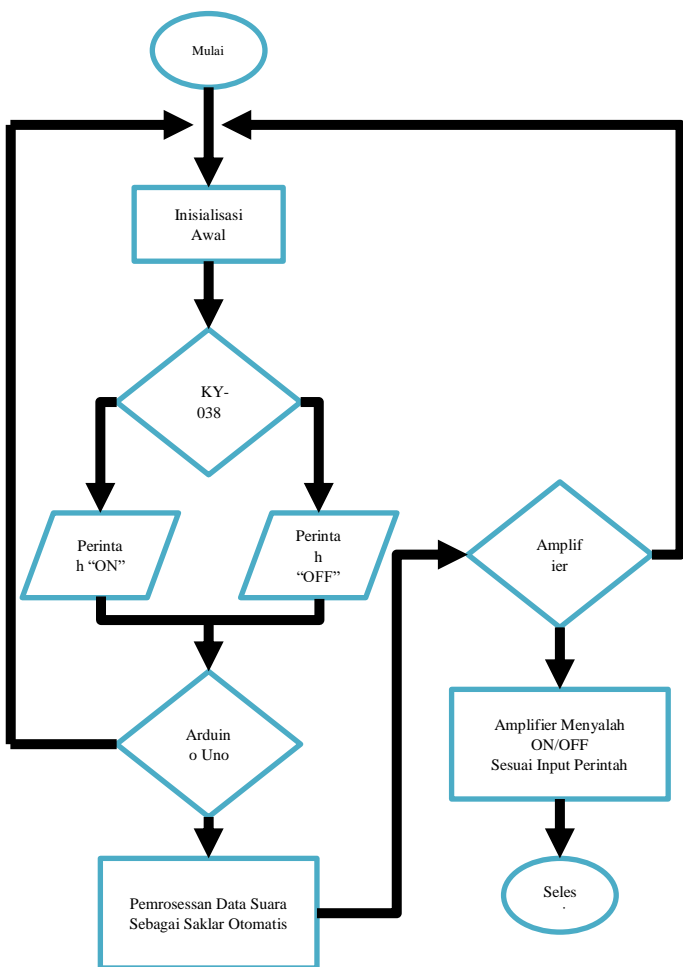 Mulai
Inisialisasi
Awal
KY-
038
Perinta
h “ON”
Perinta
h
“OFF”
Arduin
o Uno
Pemrosessan Data Suara
Sebagai Saklar Otomatis
Amplif
ier
Amplifier Menyalah
ON/OFF
Sesuai Input Perintah
Seles